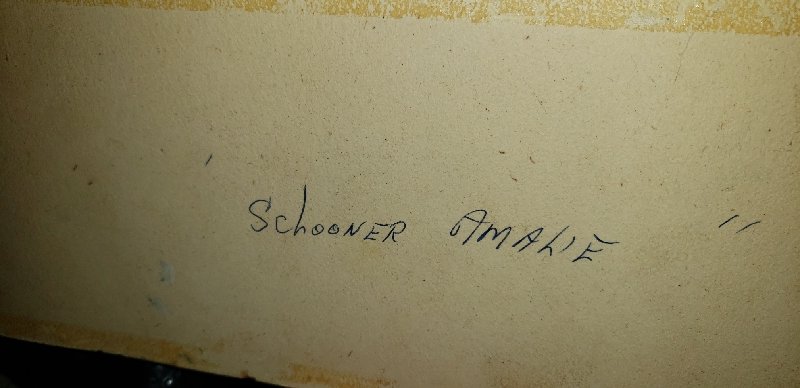 ' Schooner Amalie "